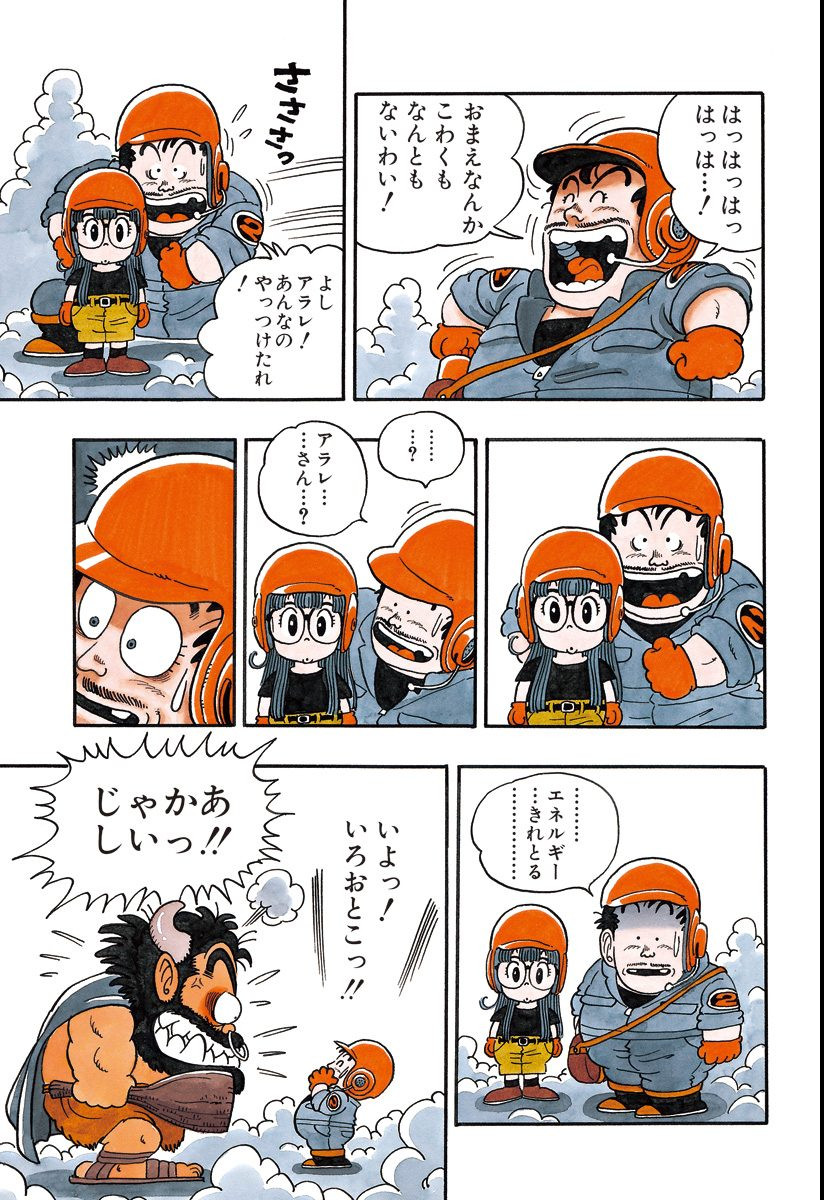 はっはっはっ
はっは…！
おまえなんか
こわくも
なんとも
ないわい！
ささささっ
よし
アラレ！
あんなの
やっつけたれ
！
……
…？
アラレ…
…さん…？
………
エネルギー
…きれとる
………
いよっ！
いろおとこっ!!
じゃかあ
しいっ!!